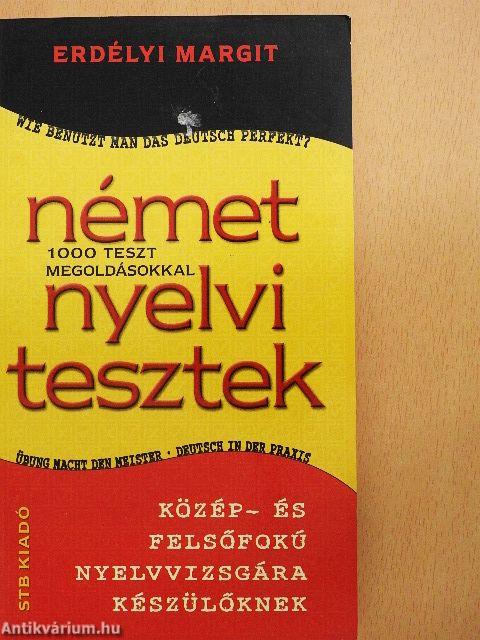 ERDÉLYI MARGIT
WIE BENUTZT MAN DAS DEUTSCH PERFEKT?
német
1000 TESZT
MEGOLDÁSOKKAL
nyelvi
tesztek
ÜBUNG MACHT DEN MEISTER · DEUTSCH IN DER PRAXIS
KÖZÉP- ÉS
FELSŐFOKÚ
NYELVVIZSGÁRA
KÉSZÜLŐKNEK
STB KIADÓ
Antikvárium.hu